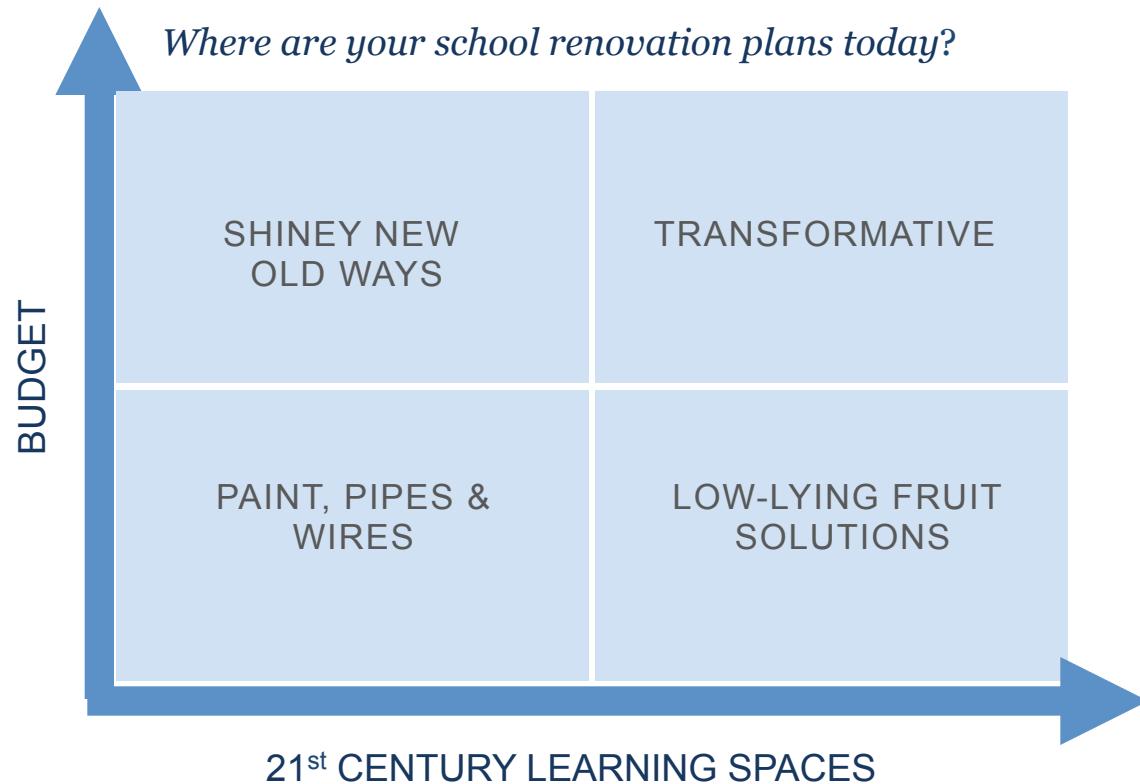 Where are your school renovation plans today?
SHINEY NEW
OLD WAYS
TRANSFORMATIVE
BUDGET
PAINT, PIPES &
WIRES
LOW-LYING FRUIT
SOLUTIONS
21st CENTURY LEARNING SPACES